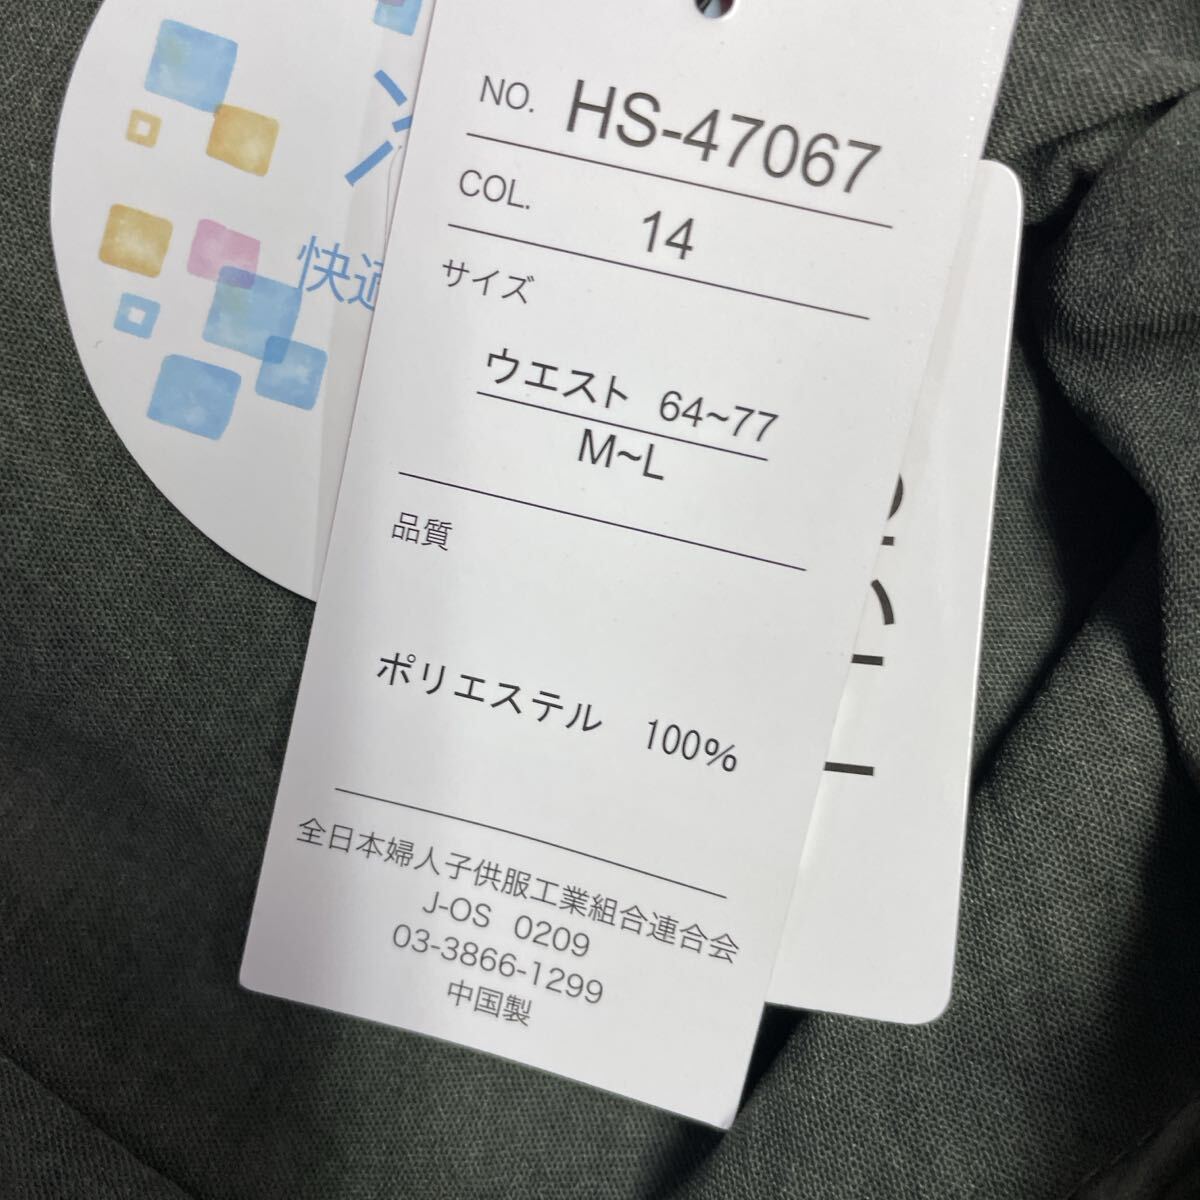 NO. HS-47067
COL. 14
サイズ
ウエスト 64~77
M~L
品質
ポリエステル 100%
全日本婦人子供服工業組合連合会
J-OS 0209
03-3866-1299
中国製
快適